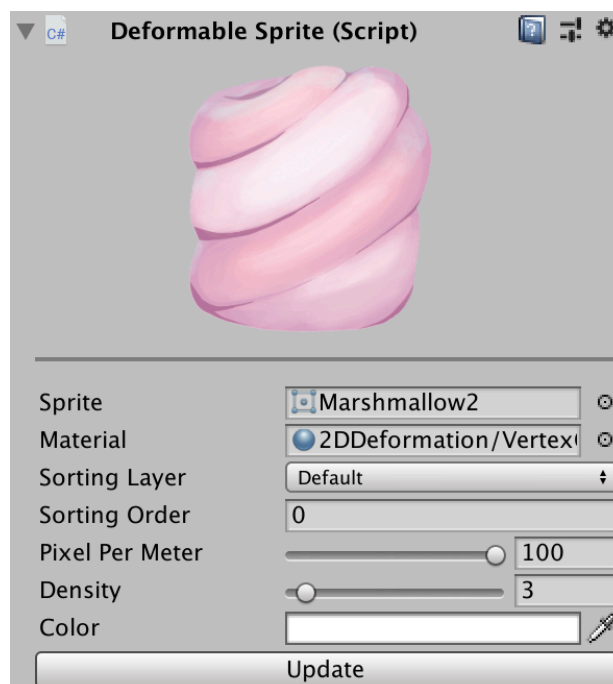 C# Deformable Sprite (Script) ?
Sprite Marshmallow2
Material 2DDeformation/Vertex
Sorting Layer Default
Sorting Order 0
Pixel Per Meter 100
Density 3
Color
Update